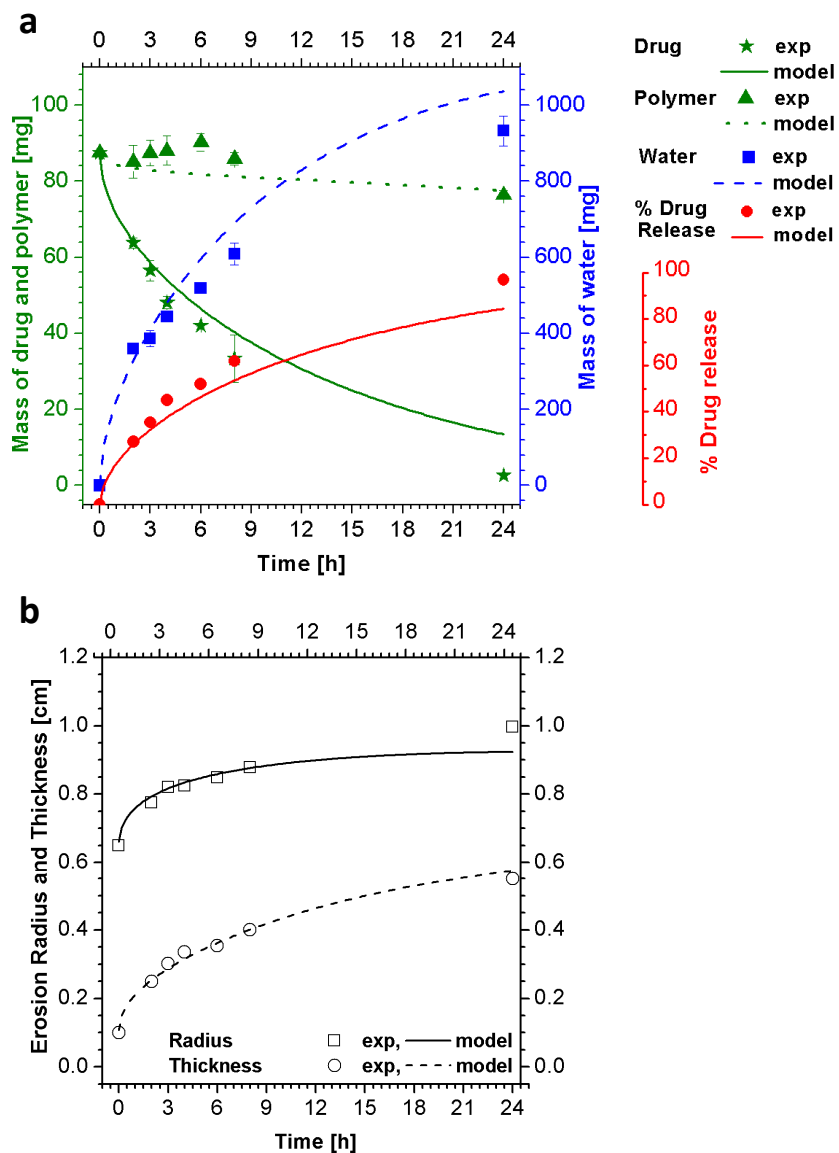 a
0 3 6 9 12 15 18 21 24
100
80
60
40
20
0
Mass of drug and polymer [mg]
1000
800
600
400
200
0
Mass of water [mg]
0 3 6 9 12 15 18 21 24
Time [h]
Drug exp
model
Polymer exp
model
Water exp
model
% Drug exp
Release model
100
80
60
40
20
0
% Drug release
b
0 3 6 9 12 15 18 21 24
1.2
1.0
0.8
0.6
0.4
0.2
0.0
Erosion Radius and Thickness [cm]
1.2
1.0
0.8
0.6
0.4
0.2
0.0
Radius exp, model
Thickness exp, model
0 3 6 9 12 15 18 21 24
Time [h]